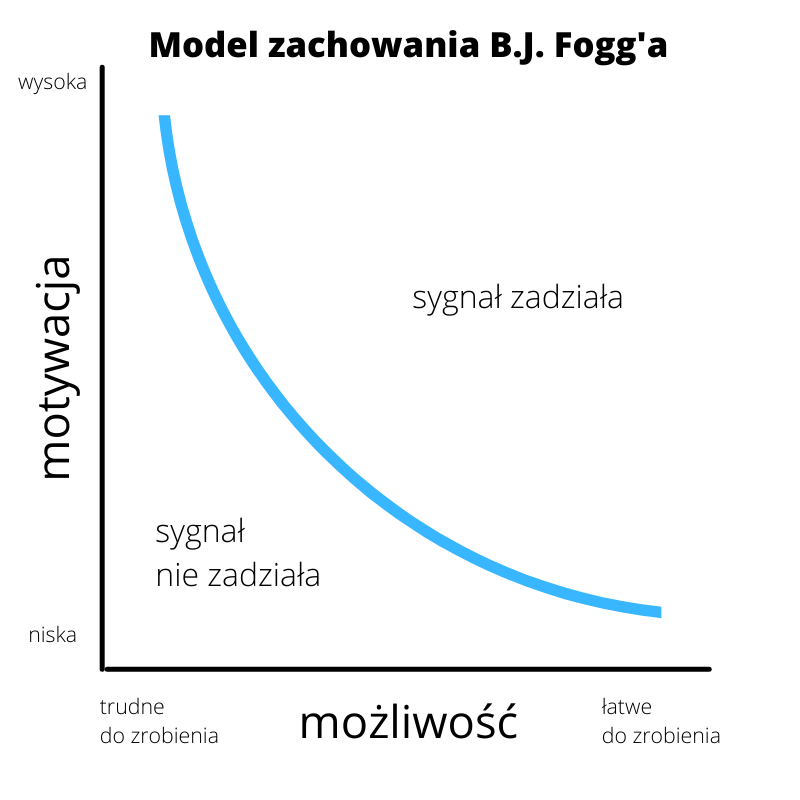 Model zachowania B.J. Fogg'a
wysoka
motywacja
sygnał zadziała
sygnał
nie zadziała
niska
trudne
do zrobienia
możliwość
łatwe
do zrobienia